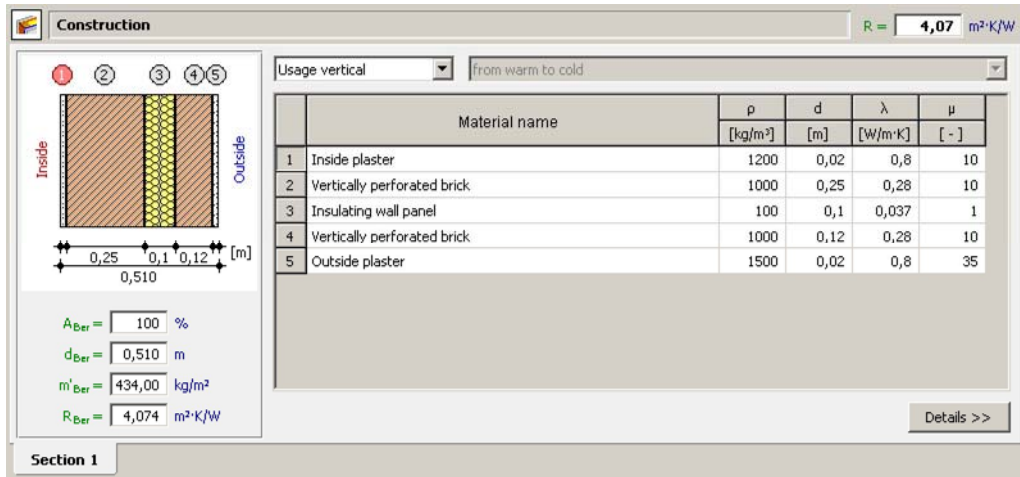 Construction
R = 4,07 m²·K/W
1 2 3 4 5
Inside
Outside
0,25 0,1 0,12 [m]
0,510
A Ber = 100 %
d Ber = 0,510 m
m' Ber = 434,00 kg/m²
R Ber = 4,074 m²·K/W
Usage vertical from warm to cold
Material name ρ d λ μ
[kg/m³] [m] [W/m·K] [ - ]
1 Inside plaster 1200 0,02 0,8 10
2 Vertically perforated brick 1000 0,25 0,28 10
3 Insulating wall panel 100 0,1 0,037 1
4 Vertically perforated brick 1000 0,12 0,28 10
5 Outside plaster 1500 0,02 0,8 35
Details >>
Section 1